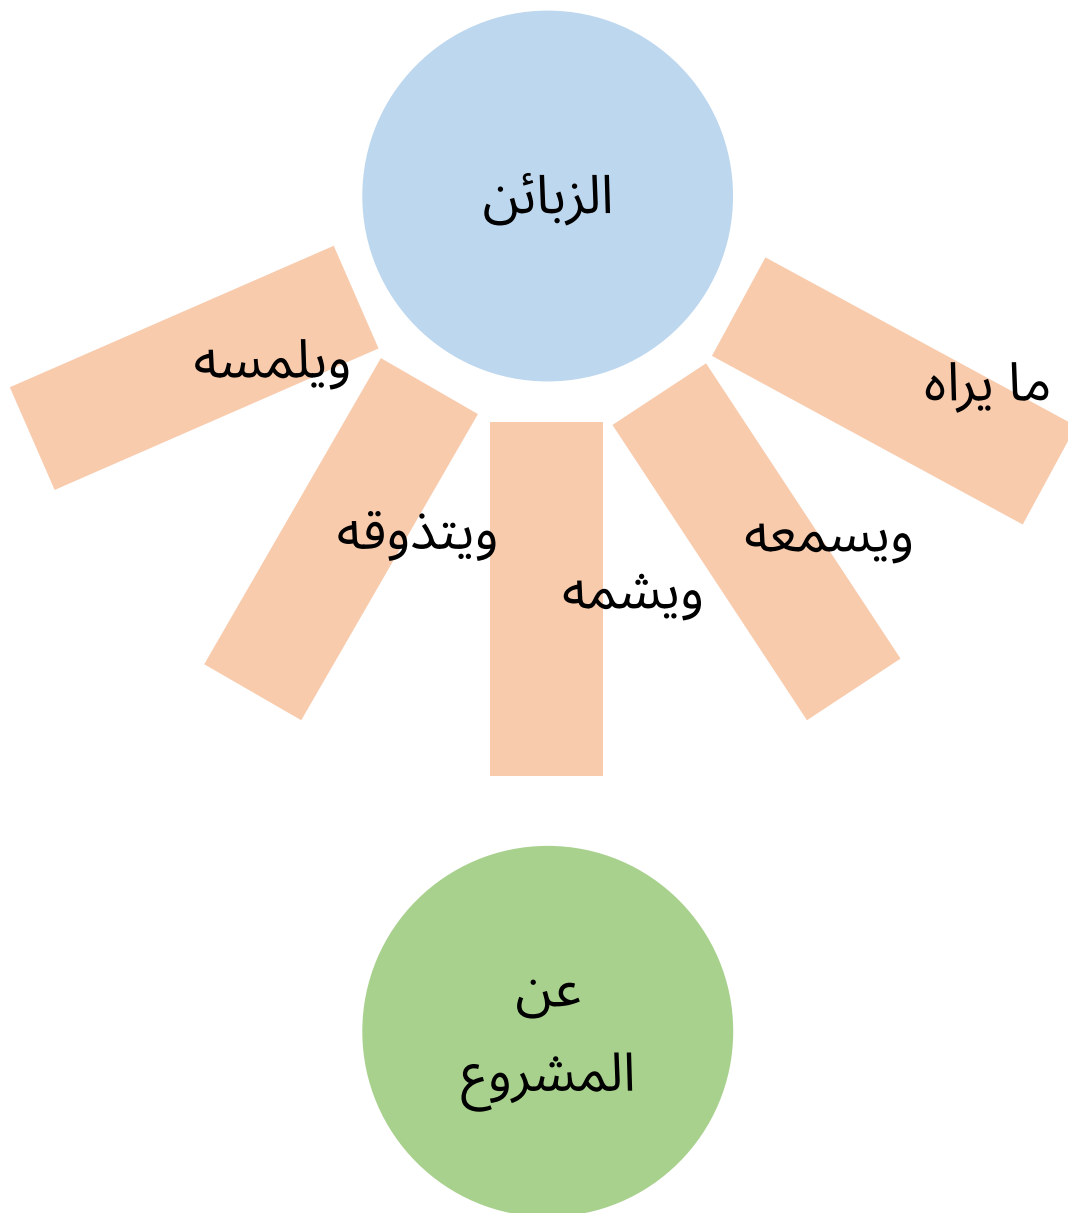 الزبائن
ما يراه
ويسمعه
ويشمه
ويتذوقه
ويلمسه
عن
المشروع